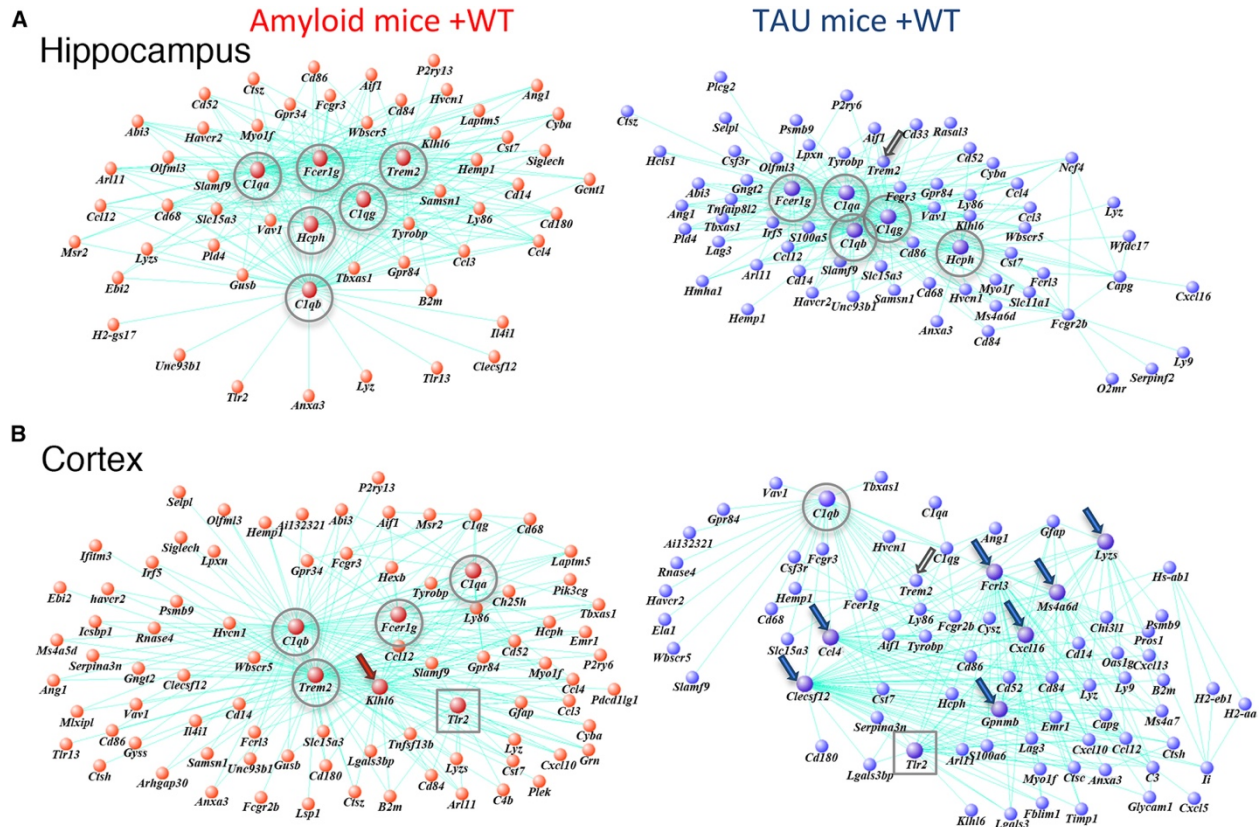 A
Amyloid mice +WT
TAU mice +WT
Hippocampus
P2ry13
Cd86
Ctsz
Aif1
Cd52
Gpr34
Fcgr3
Cd84
Hvcn1
Ang1
Abi3
Havcr2
Myo1f
Wbscr5
Laptm5
Cyba
Klhl6
Cst7
Olfml3
C1qa
Fcer1g
Trem2
Hemp1
Siglech
Arl11
Slamf9
C1qg
Samsn1
Cd14
Gcnt1
Ccl12
Cd68
Slc15a3
Vav1
Hcph
Tyrobp
Ly86
Cd180
Msr2
Lyzs
Pld4
Gpr84
Ccl3
Ccl4
Ebi2
Gusb
C1qb
Tbxas1
B2m
H2-gs17
Il4i1
Unc93b1
Clecsf12
Tlr2
Anxa3
Lyz
Tlr13
Plcg2
P2ry6
Ctsz
Selpl
Psmb9
Aif1
Cd33
Rasal3
Hcls1
Csf3r
Olfml3
Lpxn
Tyrobp
Trem2
Cd52
Cyba
Ncf4
Abi3
Gngt2
Fcer1g
C1qa
Fcgr3
Gpr84
Ccl4
Ang1
Tnfaip8l2
C1qg
Vav1
Ly86
Ccl3
Lyz
Pld4
Tbxas1
Irf5
S100a5
Klhl6
Wbscr5
Wfdc17
Lag3
Ccl12
C1qb
Cd86
Hcph
Cst7
Arl11
Cd14
Slamf9
Slc15a3
Fcrl3
Capg
Cxcl16
Hmha1
Havcr2
Unc93b1
Samsn1
Cd68
Hvcn1
Myo1f
Slc11a1
Hemp1
Anxa3
Ms4a6d
Cd84
Fcgr2b
Ly9
Serpinf2
O2mr
B
Cortex
P2ry13
Selpl
Olfml3
Hemp1
Ai132321
Abi3
Aif1
Msr2
C1qg
Cd68
Ifitm3
Siglech
Lpxn
Gpr34
Fcgr3
Hexb
C1qa
Laptm5
Irf5
Tyrobp
Ch25h
Pik3cg
Ebi2
havcr2
Psmb9
Fcer1g
Ly86
Tbxas1
Icsbp1
Rnase4
Hvcn1
C1qb
Ccl12
Hcph
Emr1
Ms4a5d
Wbscr5
Slamf9
Gpr84
Cd52
Myo1f
P2ry6
Serpina3n
Gngt2
Clecsf12
Trem2
Klhl6
Ccl4
Pdcd1lg1
Ang1
Vav1
Cd14
Tlr2
Gfap
Ccl3
Mlxipl
Il4i1
Fcrl3
Slc15a3
Tnfsf13b
Cyba
Tlr13
Cd86
Gyss
Samsn1
Unc93b1
Gusb
Cd180
Lgals3bp
Lyzs
Lyz
Cst7
Cxcl10
Grn
Ctsh
Arhgap30
Anxa3
Fcgr2b
Lsp1
Ctsz
B2m
Cd84
Arl11
C4b
Plek
Vav1
Tbxas1
C1qb
C1qa
Gpr84
Lyzs
Ai132321
Hvcn1
Ang1
Gfap
Rnase4
Csf3r
Fcgr3
C1qg
Trem2
Fcrl3
Hs-ab1
Havcr2
Hemp1
Fcer1g
Ms4a6d
Ela1
Cd68
Ly86
Fcgr2b
Cysz
Chi3l1
Psmb9
Pros1
Wbscr5
Slc15a3
Ccl4
Aif1
Tyrobp
Cxcl16
Cd14
Oas1g
Cxcl13
Slamf9
Cd86
Ly9
B2m
Clecsf12
Cst7
Hcph
Cd52
Cd84
Lyz
H2-eb1
H2-aa
Serpina3n
Gpnmb
Emr1
Capg
Ms4a7
Cd180
Tlr2
Arl11
S100a6
Lag3
Cxcl10
Ccl12
Ctsh
Lgals3bp
Myo1f
Ctsc
Anxa3
C3
Ii
Klhl6
Lgals3
Fblim1
Timp1
Glycam1
Cxcl5